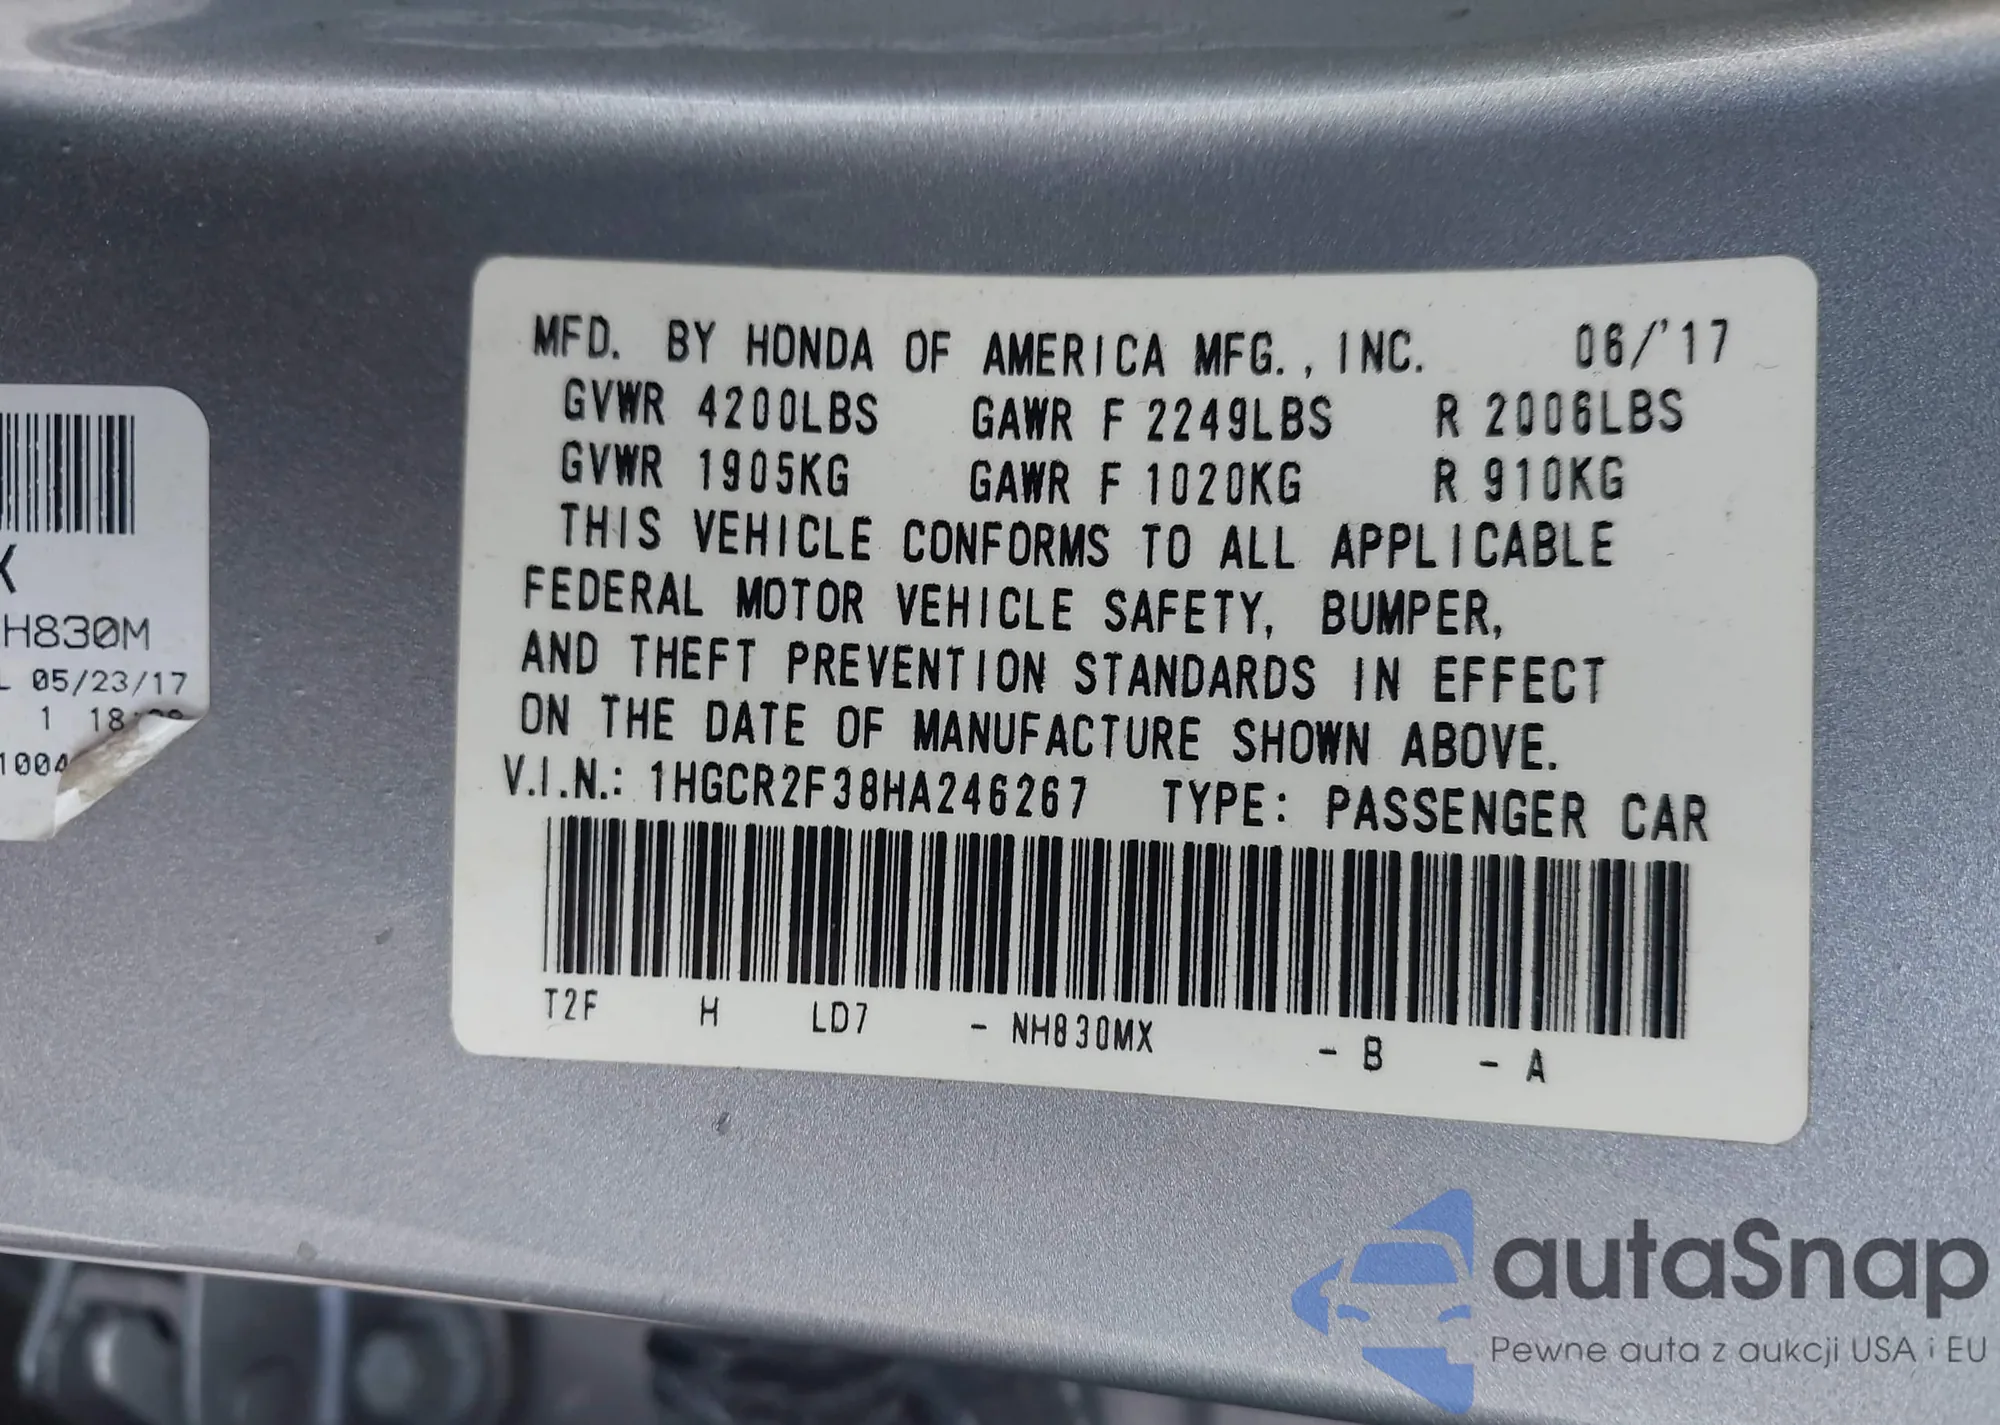 MFD. BY HONDA OF AMERICA MFG., INC. 06/'17
GVWR 4200LBS GAWR F 2249LBS R 2006LBS
GVWR 1905KG GAWR F 1020KG R 910KG
THIS VEHICLE CONFORMS TO ALL APPLICABLE
FEDERAL MOTOR VEHICLE SAFETY, BUMPER,
AND THEFT PREVENTION STANDARDS IN EFFECT
ON THE DATE OF MANUFACTURE SHOWN ABOVE.
V.I.N.: 1HGCR2F38HA246267 TYPE: PASSENGER CAR
T2F H LD7 - NH830MX - B - A
X
H830M
L 05/23/17
1 18
1004
autaSnap
Pewne auta z aukcji USA i EU